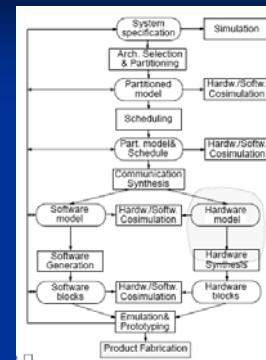 System
specification
Simulation
Arch. Selection
& Partitioning
Partitioned
model
Hardw./Softw.
Cosimulation
Scheduling
Part. model&
Schedule
Hardw./Softw.
Cosimulation
Communication
Synthesis
Software
model
Hardw./Softw.
Cosimulation
Hardware
model
Software
Generation
Hardware
Synthesis
Software
blocks
Hardw./Softw.
Cosimulation
Hardware
blocks
Emulation&
Prototyping
Product Fabrication